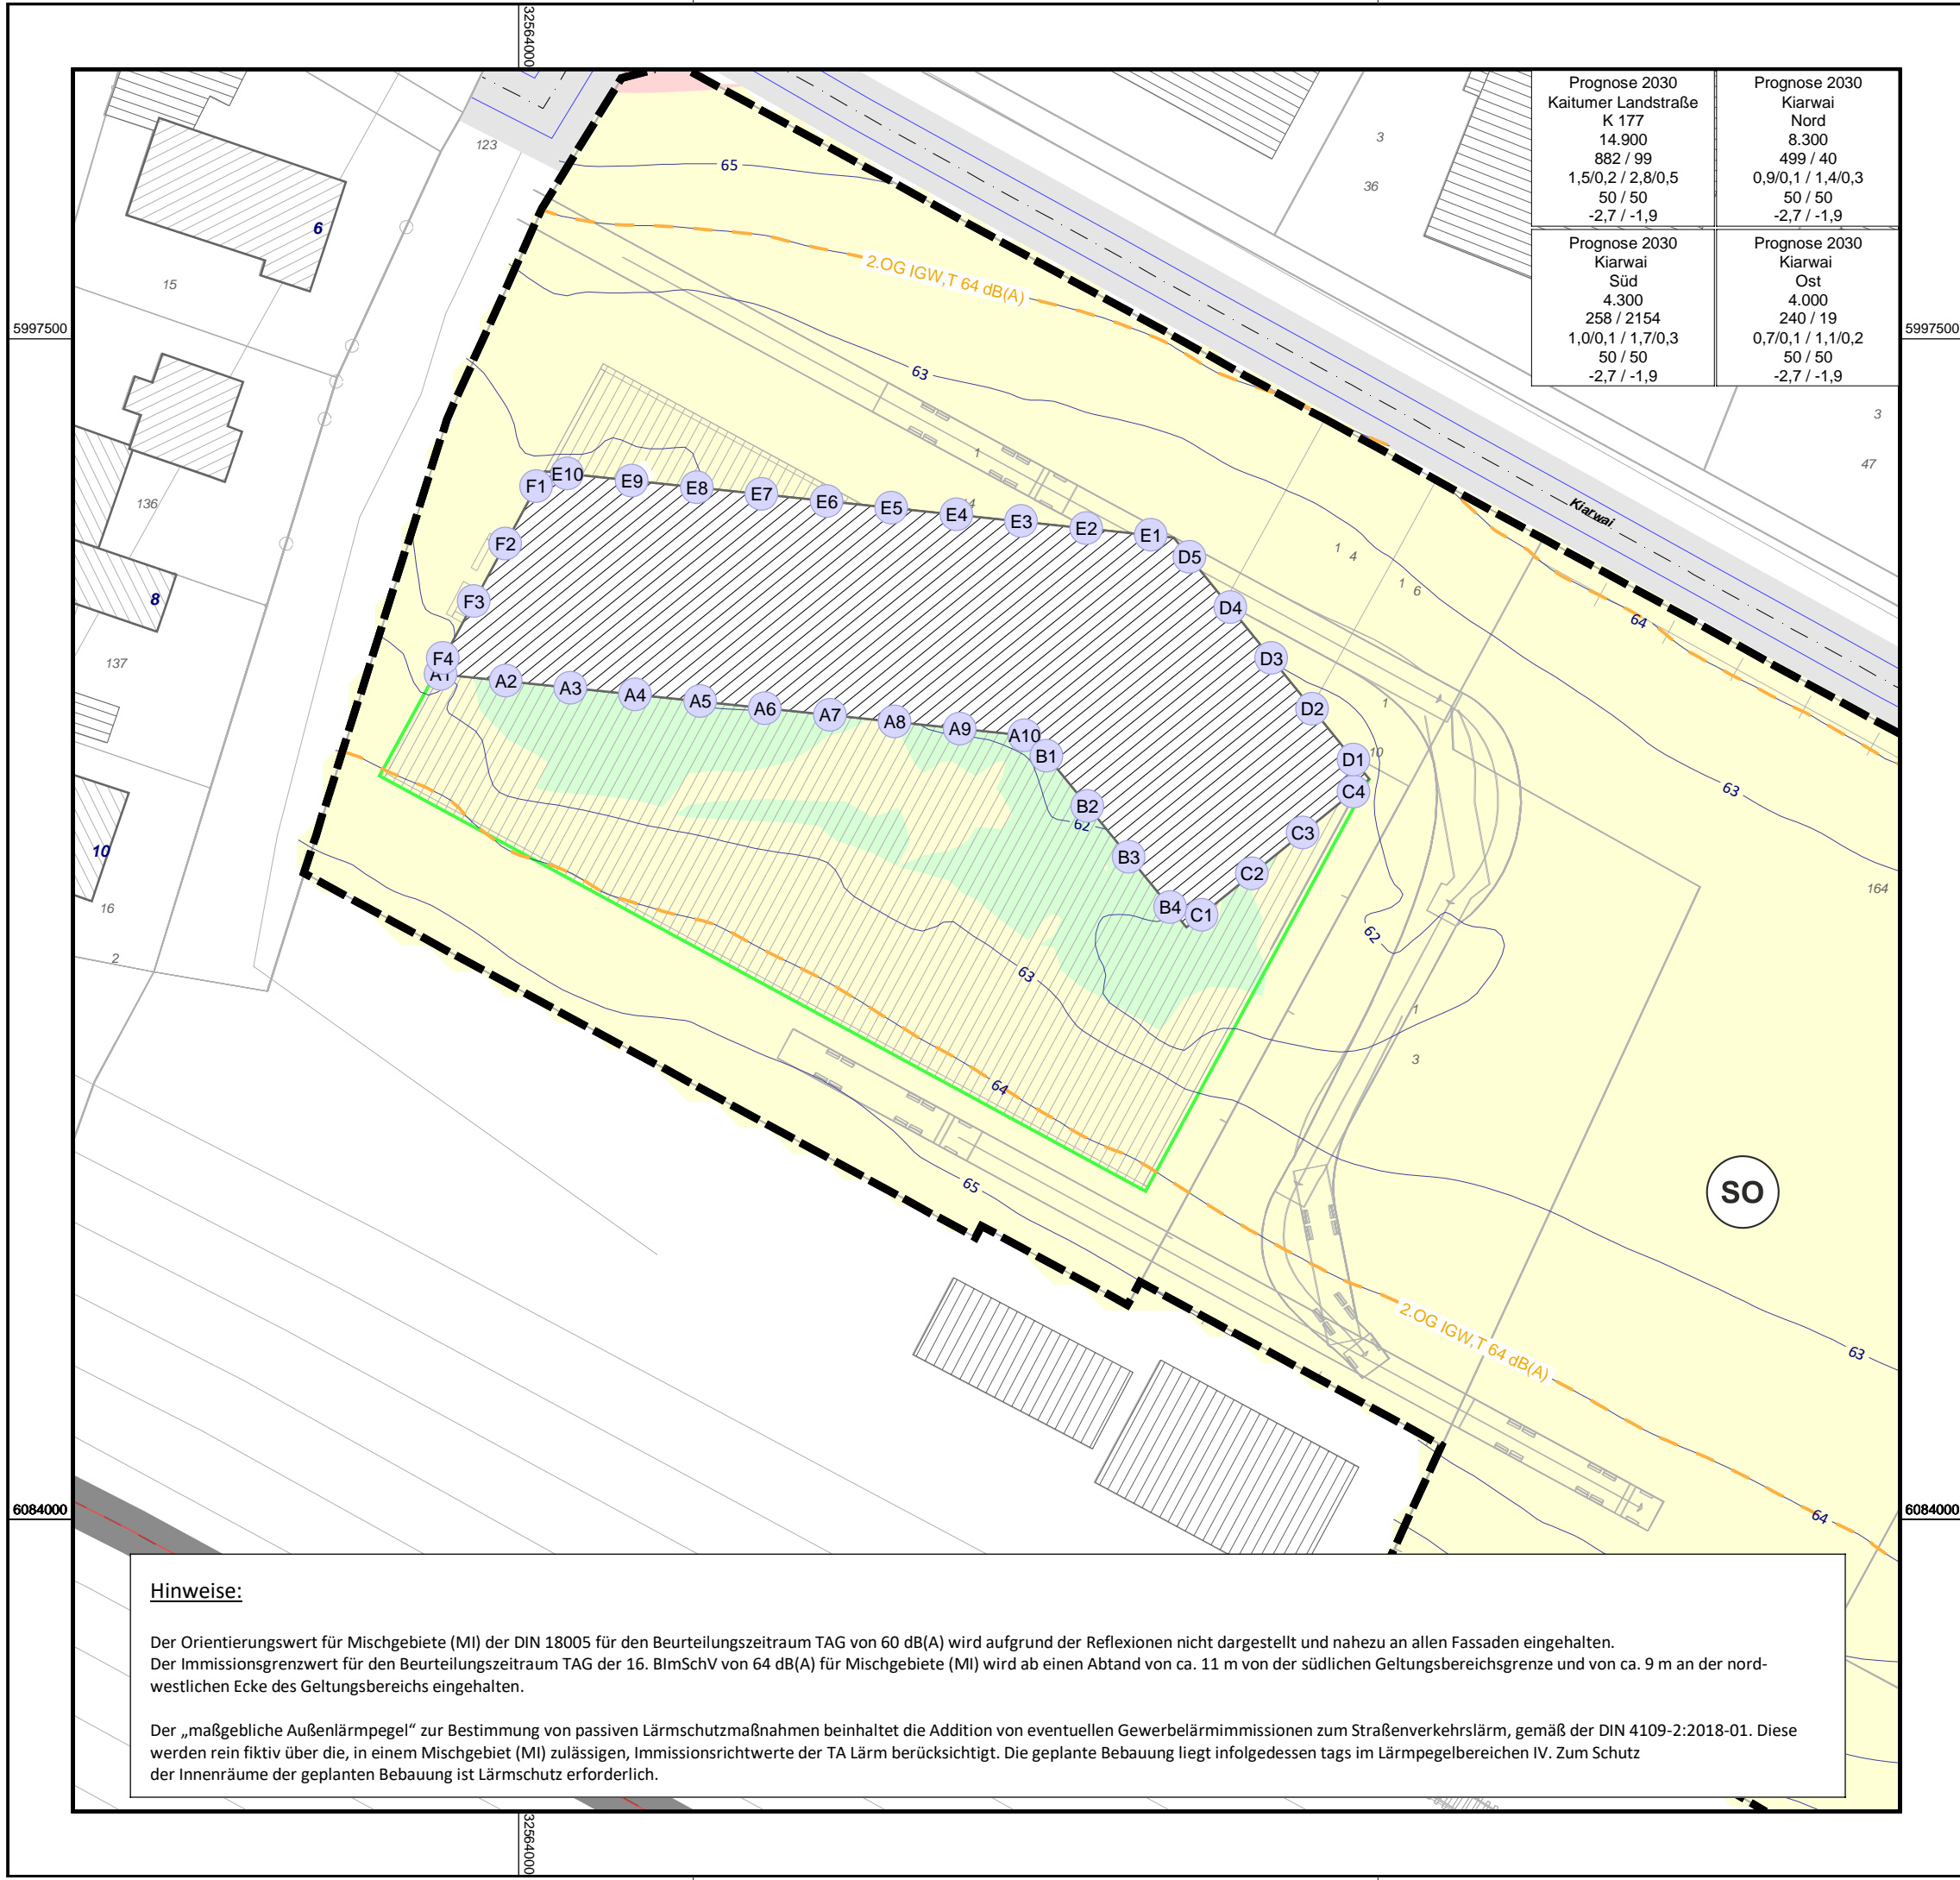 32564000
Prognose 2030
Kaitumer Landstraße
K 177
14.900
882 / 99
1,5/0,2 / 2,8/0,5
50 / 50
-2,7 / -1,9
Prognose 2030
Kiarwai
Nord
8.300
499 / 40
0,9/0,1 / 1,4/0,3
50 / 50
-2,7 / -1,9
Prognose 2030
Kiarwai
Süd
4.300
258 / 2154
1,0/0,1 / 1,7/0,3
50 / 50
-2,7 / -1,9
Prognose 2030
Kiarwai
Ost
4.000
240 / 19
0,7/0,1 / 1,1/0,2
50 / 50
-2,7 / -1,9
123
3
65
36
6
15
2.OG IGW,T 64 dB(A)
5997500
5997500
63
3
47
1
136
E10
E9
E8
E7
E6
E5
E4
E3
E2
E1
F1
F2
F3
F4
Kiarwai
D5
D4
D3
D2
D1
1 4
1 6
8
64
137
A1
A2
A3
A4
A5
A6
A7
A8
A9
A10
1
10
B1
B2
B3
B4
C4
C3
C2
C1
62
63
10
16
164
2
62
63
1
3
64
65
SO
2.OG IGW,T 64 dB(A)
63
6084000
6084000
64
Hinweise:
Der Orientierungswert für Mischgebiete (MI) der DIN 18005 für den Beurteilungszeitraum TAG von 60 dB(A) wird aufgrund der Reflexionen nicht dargestellt und nahezu an allen Fassaden eingehalten.
Der Immissionsgrenzwert für den Beurteilungszeitraum TAG der 16. BImSchV von 64 dB(A) für Mischgebiete (MI) wird ab einen Abtand von ca. 11 m von der südlichen Geltungsbereichsgrenze und von ca. 9 m an der nord-
westlichen Ecke des Geltungsbereichs eingehalten.
Der „maßgebliche Außenlärmpegel“ zur Bestimmung von passiven Lärmschutzmaßnahmen beinhaltet die Addition von eventuellen Gewerbelärmimmissionen zum Straßenverkehrslärm, gemäß der DIN 4109-2:2018-01. Diese
werden rein fiktiv über die, in einem Mischgebiet (MI) zulässigen, Immissionsrichtwerte der TA Lärm berücksichtigt. Die geplante Bebauung liegt infolgedessen tags im Lärmpegelbereichen IV. Zum Schutz
der Innenräume der geplanten Bebauung ist Lärmschutz erforderlich.
32564000